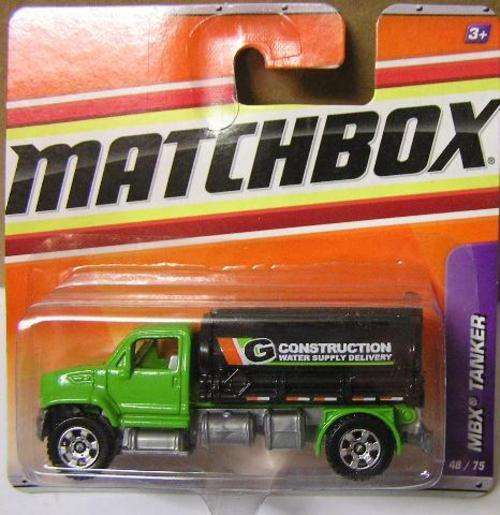 3+
MATCHBOX®
G CONSTRUCTION
WATER SUPPLY DELIVERY
MBX® TANKER
48 / 75